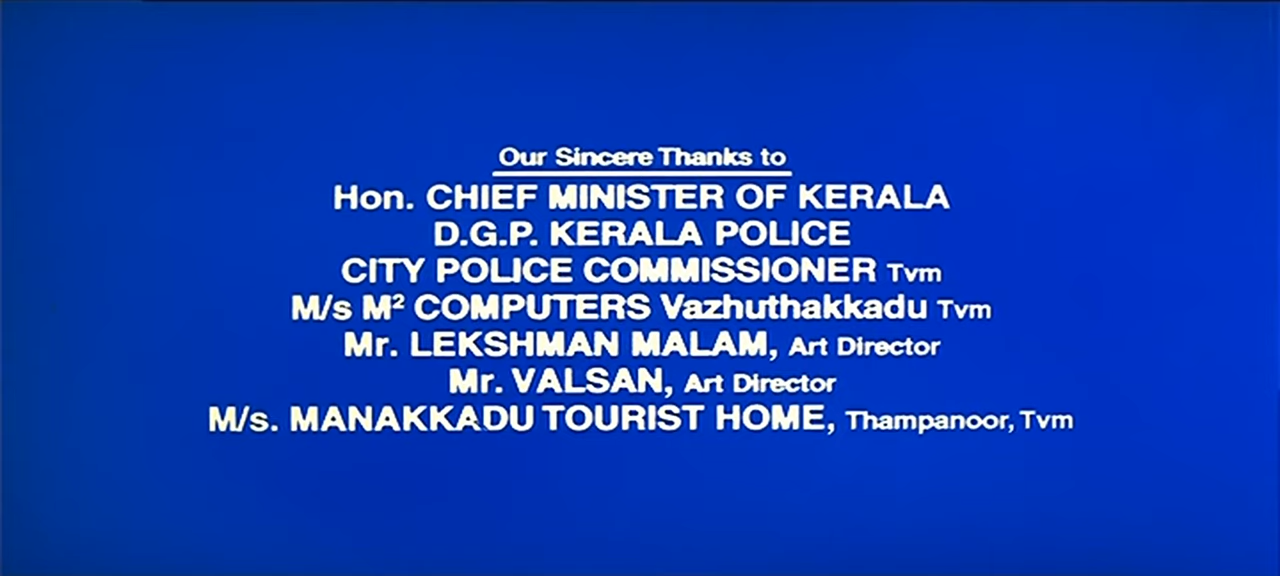 Our Sincere Thanks to
Hon. CHIEF MINISTER OF KERALA
D.G.P. KERALA POLICE
CITY POLICE COMMISSIONER Tvm
M/s M² COMPUTERS Vazhuthakkadu Tvm
Mr. LEKSHMAN MALAM, Art Director
Mr. VALSAN, Art Director
M/s. MANAKKADU TOURIST HOME, Thampanoor, Tvm